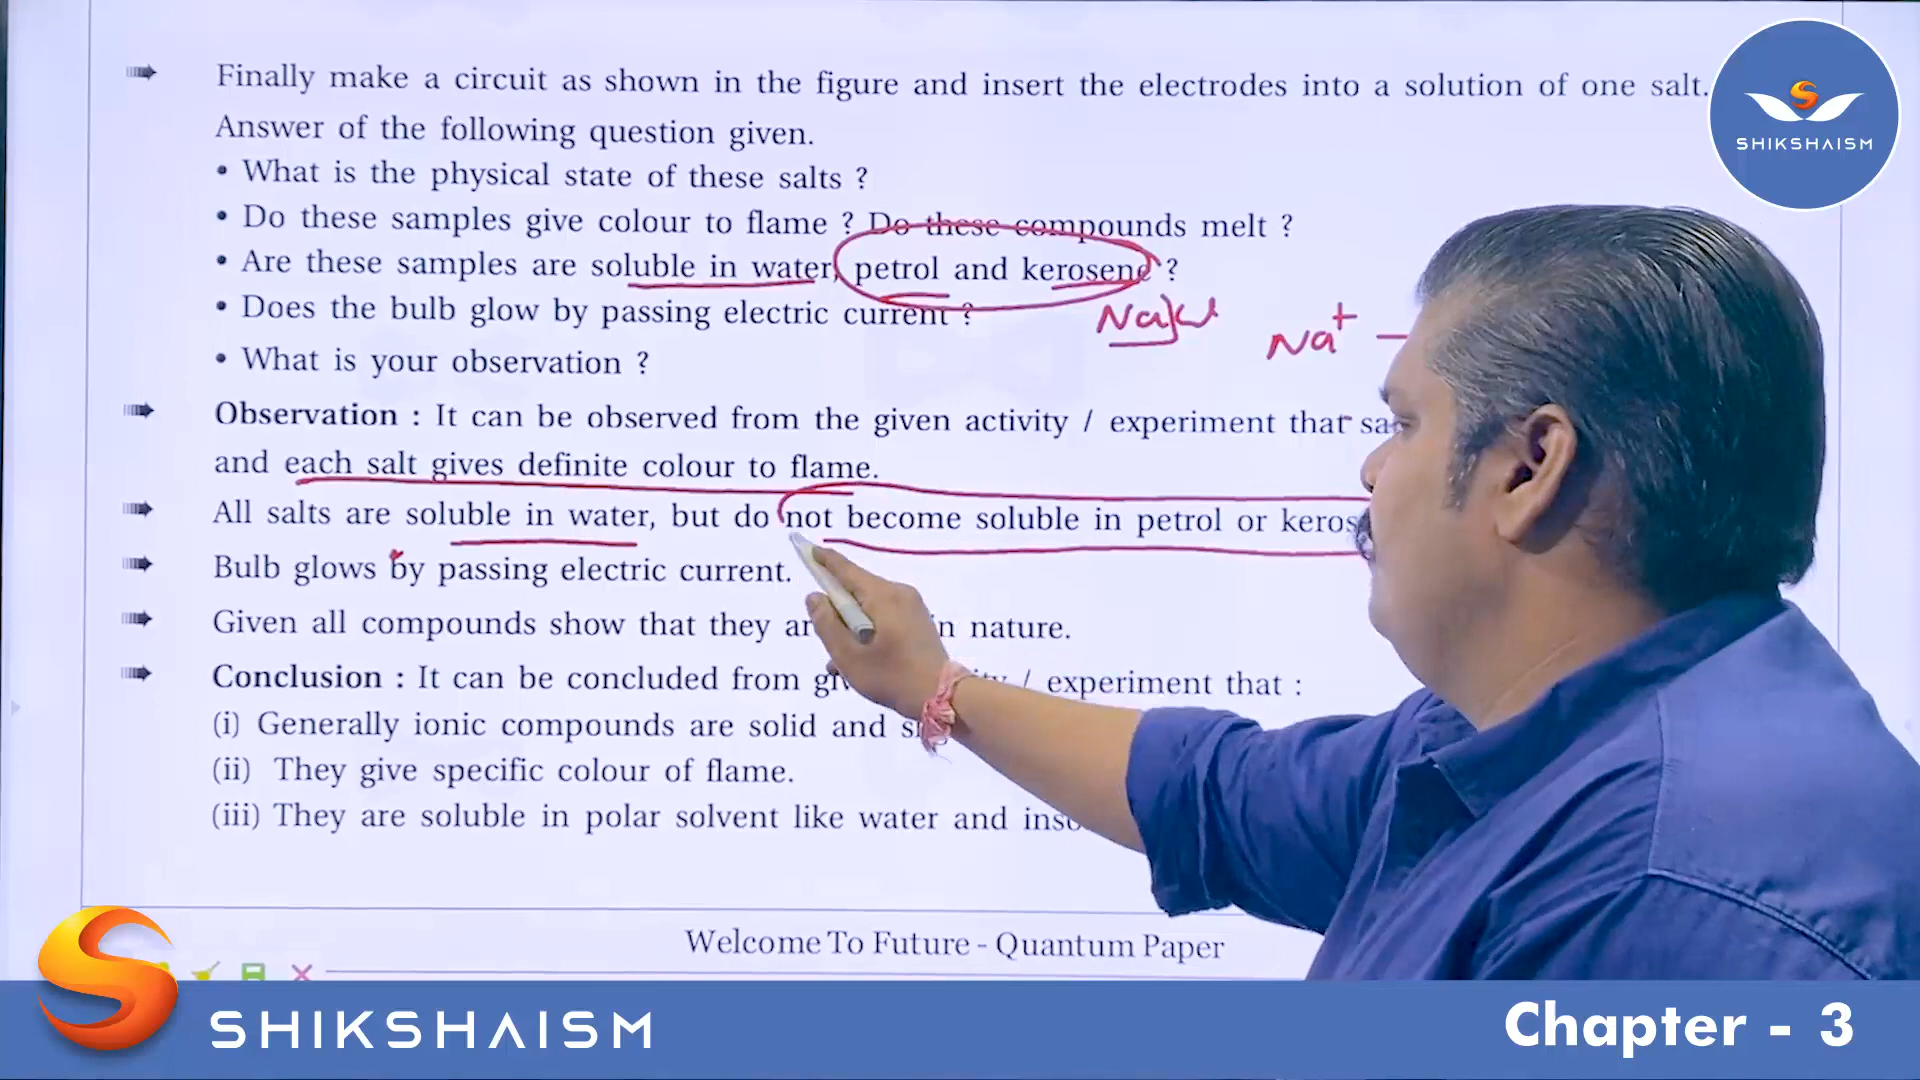 Finally make a circuit as shown in the figure and insert the electrodes into a solution of one salt.
Answer of the following question given.
• What is the physical state of these salts ?
• Do these samples give colour to flame ? Do these compounds melt ?
• Are these samples are soluble in water, petrol and kerosene ?
• Does the bulb glow by passing electric current ?
Na+
• What is your observation ?
Observation : It can be observed from the given activity / experiment that
and each salt gives definite colour to flame.
All salts are soluble in water, but do not become soluble in petrol or
Bulb glows by passing electric current.
Given all compounds show that they in nature.
Conclusion : It can be concluded from / experiment that :
(i) Generally ionic compounds are solid and
(ii) They give specific colour of flame.
(iii) They are soluble in polar solvent like water and
Welcome To Future - Quantum Paper
SHIKSHAISM
SHIKSHAISM
Chapter - 3